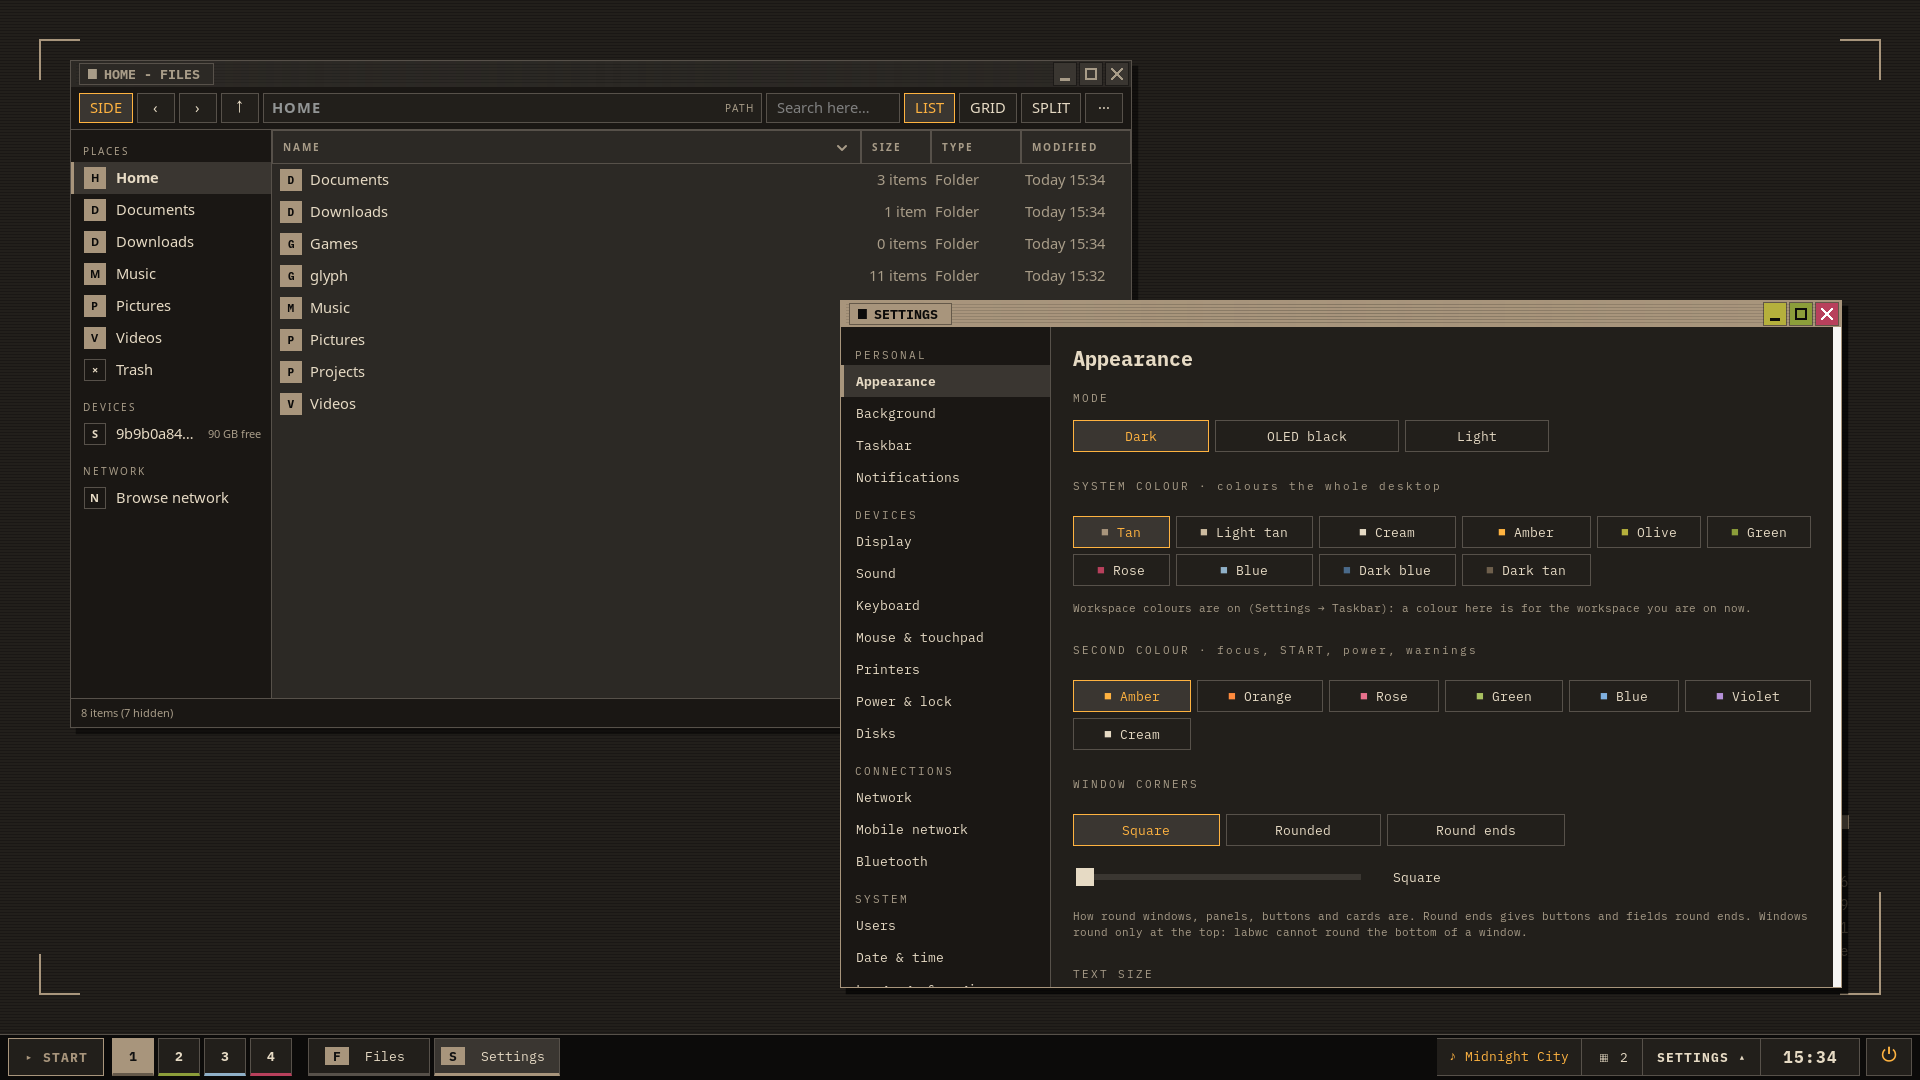 HOME - FILES
SIDE ‹ › ↑ HOME PATH Search here... LIST GRID SPLIT ···
PLACES
H Home
D Documents
D Downloads
M Music
P Pictures
V Videos
× Trash
DEVICES
S 9b9b0a84... 90 GB free
NETWORK
N Browse network
NAME SIZE TYPE MODIFIED
D Documents 3 items Folder Today 15:34
D Downloads 1 item Folder Today 15:34
G Games 0 items Folder Today 15:34
G glyph 11 items Folder Today 15:32
M Music
P Pictures
P Projects
V Videos
8 items (7 hidden)
SETTINGS
PERSONAL
Appearance
Background
Taskbar
Notifications
DEVICES
Display
Sound
Keyboard
Mouse & touchpad
Printers
Power & lock
Disks
CONNECTIONS
Network
Mobile network
Bluetooth
SYSTEM
Users
Date & time
Appearance
MODE
Dark OLED black Light
SYSTEM COLOUR · colours the whole desktop
Tan Light tan Cream Amber Olive Green
Rose Blue Dark blue Dark tan
Workspace colours are on (Settings → Taskbar): a colour here is for the workspace you are on now.
SECOND COLOUR · focus, START, power, warnings
Amber Orange Rose Green Blue Violet
Cream
WINDOW CORNERS
Square Rounded Round ends
Square
How round windows, panels, buttons and cards are. Round ends gives buttons and fields round ends. Windows
round only at the top: labwc cannot round the bottom of a window.
TEXT SIZE
▸ START 1 2 3 4 F Files S Settings ♪ Midnight City ▦ 2 SETTINGS ▴ 15:34